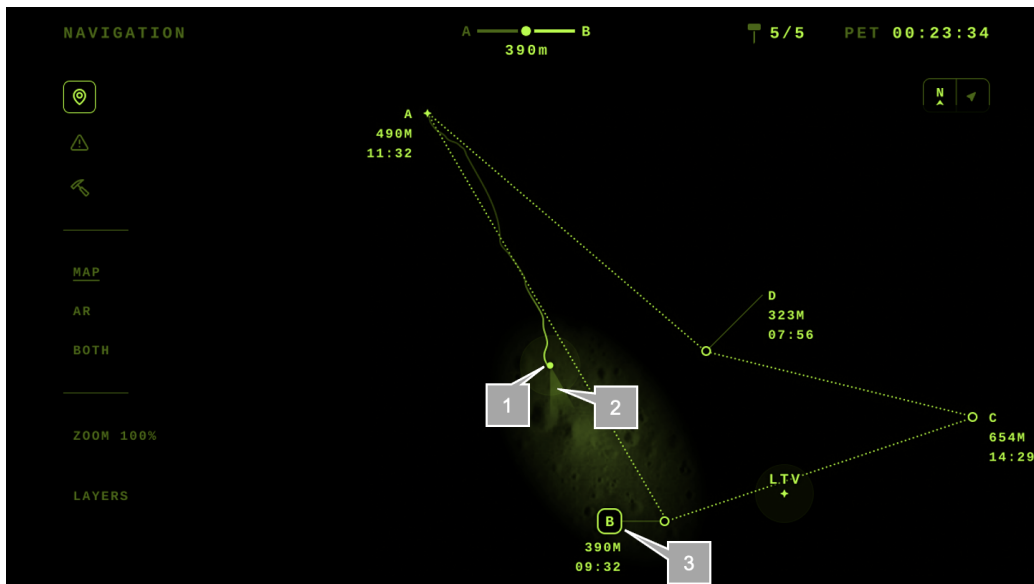 NAVIGATION
A B
390m
5/5
PET 00:23:34
N
A
490M
11:32
MAP
AR
BOTH
ZOOM 100%
LAYERS
D
323M
07:56
1
2
C
654M
14:29
LTV
B
390M
09:32
3